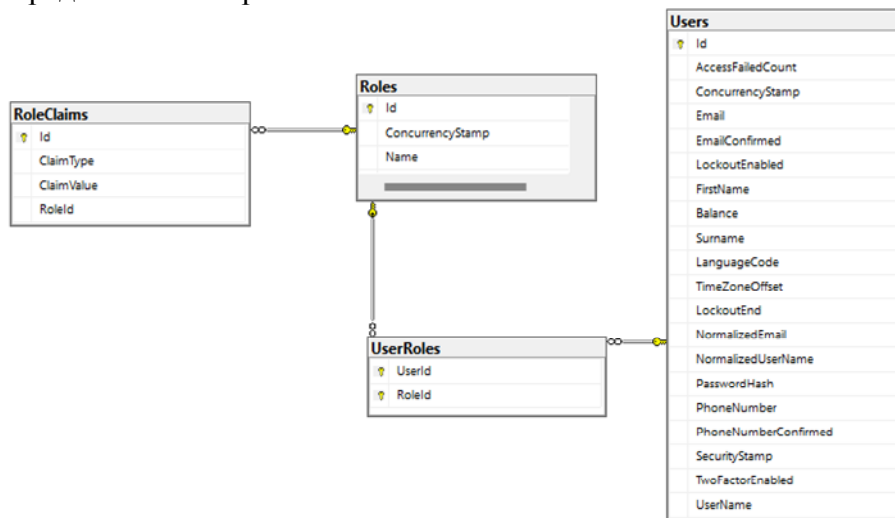 RoleClaims
Id
ClaimType
ClaimValue
RoleId
Roles
Id
ConcurrencyStamp
Name
UserRoles
UserId
RoleId
Users
Id
AccessFailedCount
ConcurrencyStamp
Email
EmailConfirmed
LockoutEnabled
FirstName
Balance
Surname
LanguageCode
TimeZoneOffset
LockoutEnd
NormalizedEmail
NormalizedUserName
PasswordHash
PhoneNumber
PhoneNumberConfirmed
SecurityStamp
TwoFactorEnabled
UserName